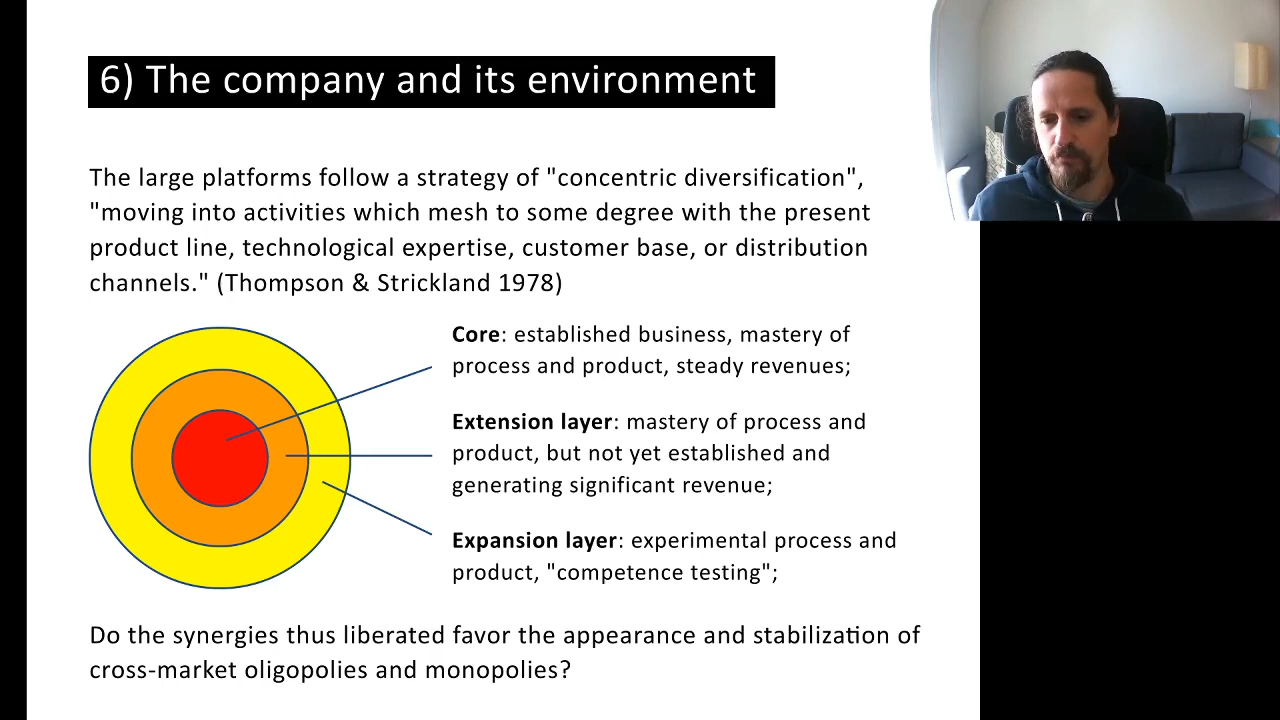 6) The company and its environment
The large platforms follow a strategy of "concentric diversification",
"moving into activities which mesh to some degree with the present
product line, technological expertise, customer base, or distribution
channels." (Thompson & Strickland 1978)
Core: established business, mastery of
process and product, steady revenues;
Extension layer: mastery of process and
product, but not yet established and
generating significant revenue;
Expansion layer: experimental process and
product, "competence testing";
Do the synergies thus liberated favor the appearance and stabilization of
cross-market oligopolies and monopolies?